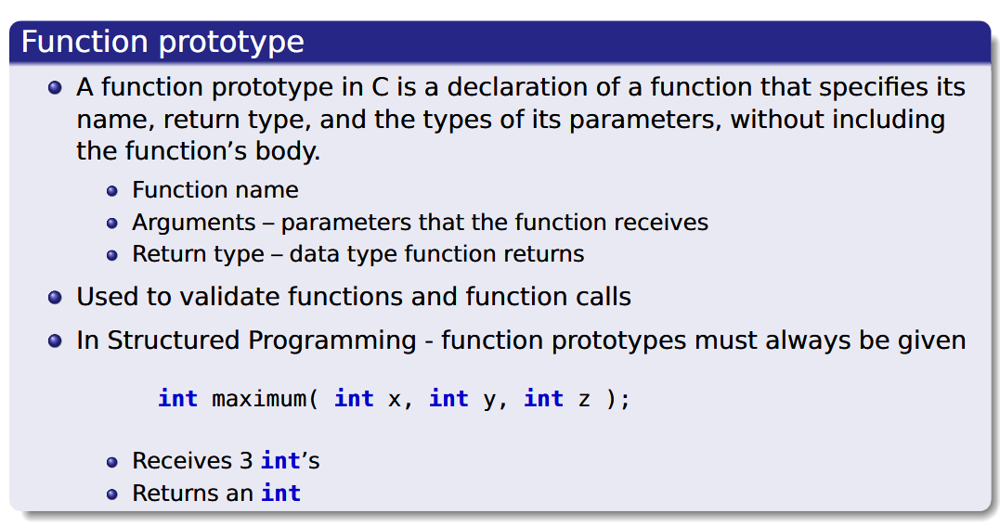 Function prototype
A function prototype in C is a declaration of a function that specifies its
name, return type, and the types of its parameters, without including
the function’s body.
Function name
Arguments – parameters that the function receives
Return type – data type function returns
Used to validate functions and function calls
In Structured Programming - function prototypes must always be given
int maximum( int x, int y, int z );
Receives 3 int’s
Returns an int